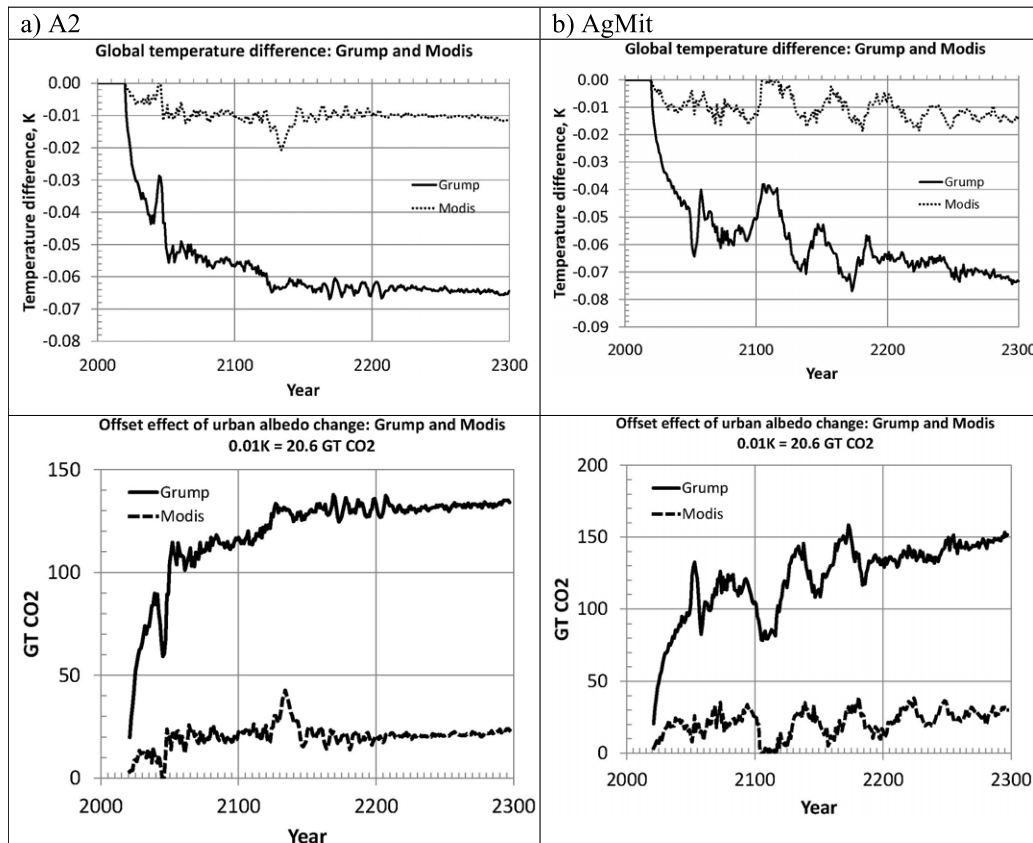 a) A2
b) AgMit
Global temperature difference: Grump and Modis
0.00
-0.01
-0.02
-0.03
-0.04
-0.05
-0.06
-0.07
-0.08
Temperature difference, K
Grump
Modis
2000
2100
2200
2300
Year
Global temperature difference: Grump and Modis
0.00
-0.01
-0.02
-0.03
-0.04
-0.05
-0.06
-0.07
-0.08
-0.09
Temperature difference, K
Grump
Modis
2000
2100
2200
2300
Year
Offset effect of urban albedo change: Grump and Modis
0.01K = 20.6 GT CO2
150
100
50
0
GT CO2
Grump
Modis
2000
2100
2200
2300
Year
Offset effect of urban albedo change: Grump and Modis
0.01K = 20.6 GT CO2
200
150
100
50
0
GT CO2
Grump
Modis
2000
2100
2200
2300
Year